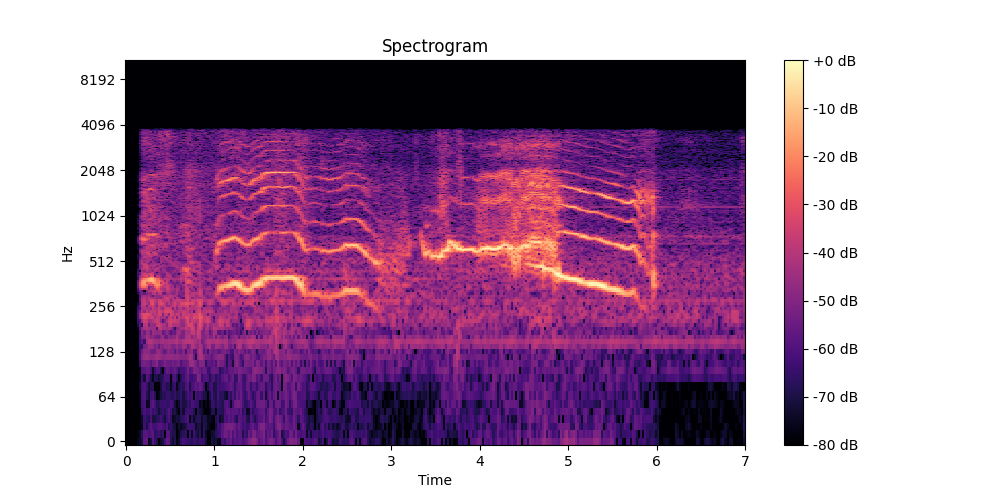 Spectrogram
8192
4096
2048
1024
512
256
128
64
0
Hz
0 1 2 3 4 5 6 7
Time
+0 dB
-10 dB
-20 dB
-30 dB
-40 dB
-50 dB
-60 dB
-70 dB
-80 dB